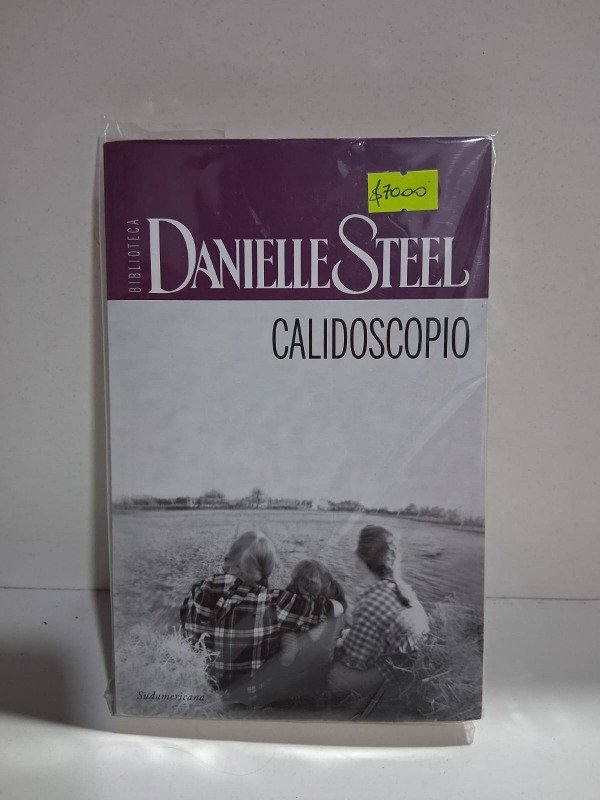 $7000
BIBLIOTECA
DANIELLE STEEL
CALIDOSCOPIO
Sudamericana